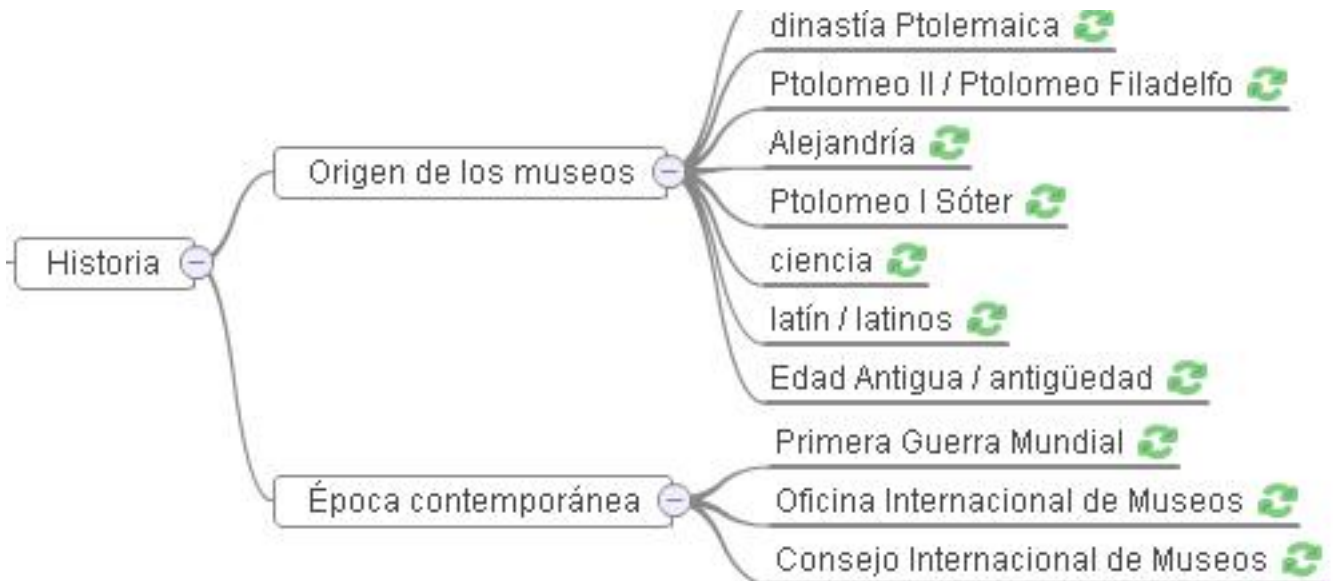 dinastía Ptolemaica
Ptolomeo II / Ptolomeo Filadelfo
Alejandría
Origen de los museos
Ptolomeo I Sóter
Historia
ciencia
latín / latinos
Edad Antigua / antigüedad
Primera Guerra Mundial
Época contemporánea
Oficina Internacional de Museos
Consejo Internacional de Museos